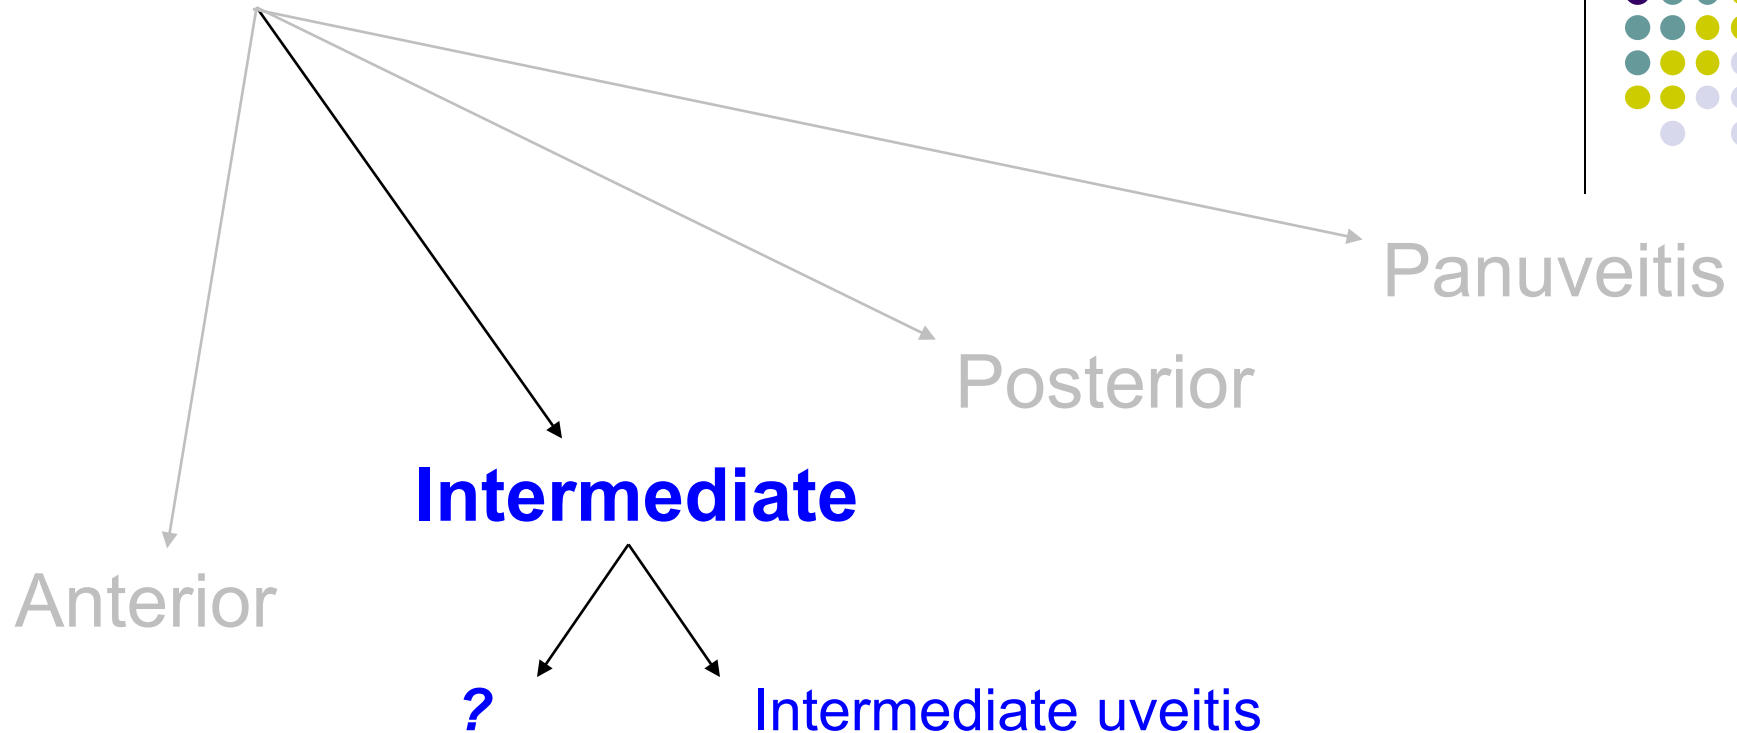 Panuveitis
Posterior
Intermediate
Anterior
? Intermediate uveitis